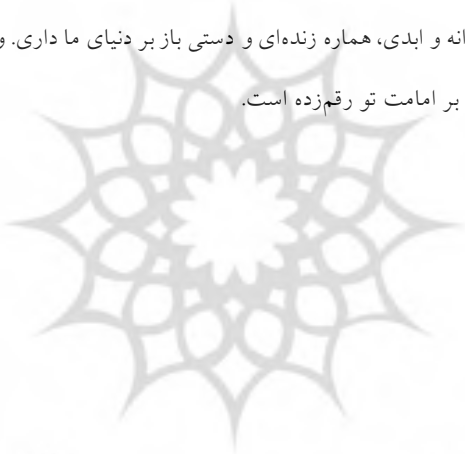 انه و ابدی، هماره زنده‌ای و دستی باز بر دنیای ما داری. و
بر امامت تو رقم‌زده است.